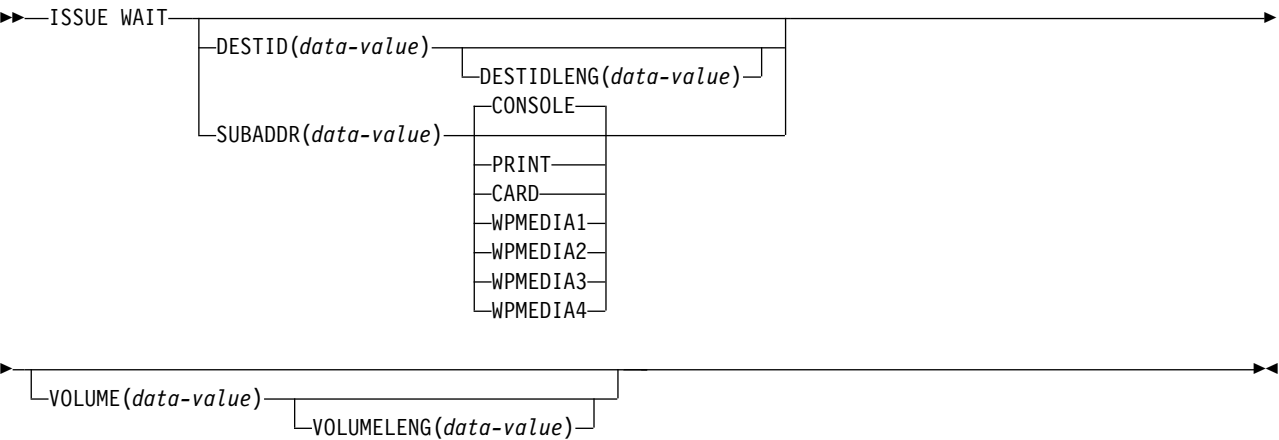 ISSUE WAIT
DESTID(data-value)
DESTIDLENG(data-value)
CONSOLE
SUBADDR(data-value)
PRINT
CARD
WPMEDIA1
WPMEDIA2
WPMEDIA3
WPMEDIA4
VOLUME(data-value)
VOLUMELENG(data-value)